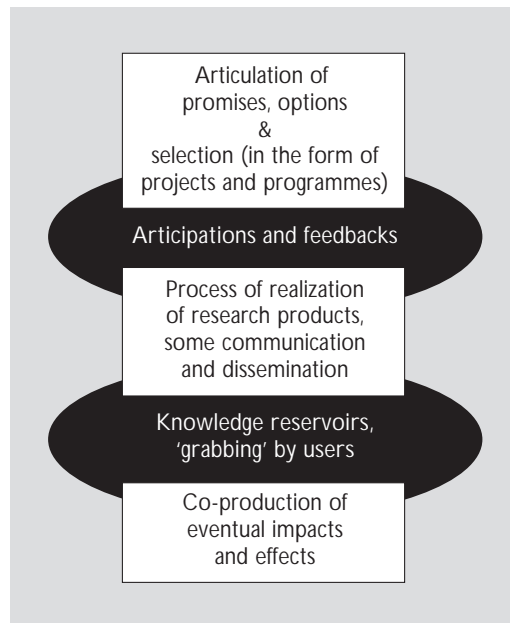 Articulation of
promises, options
&
selection (in the form of
projects and programmes)
Articipations and feedbacks
Process of realization
of research products,
some communication
and dissemination
Knowledge reservoirs,
'grabbing' by users
Co-production of
eventual impacts
and effects